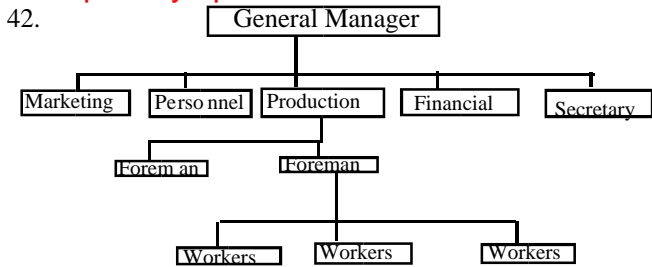 42.
General Manager
Marketing Perso nnel Production Financial Secretary
Forem an Foreman
Workers Workers Workers